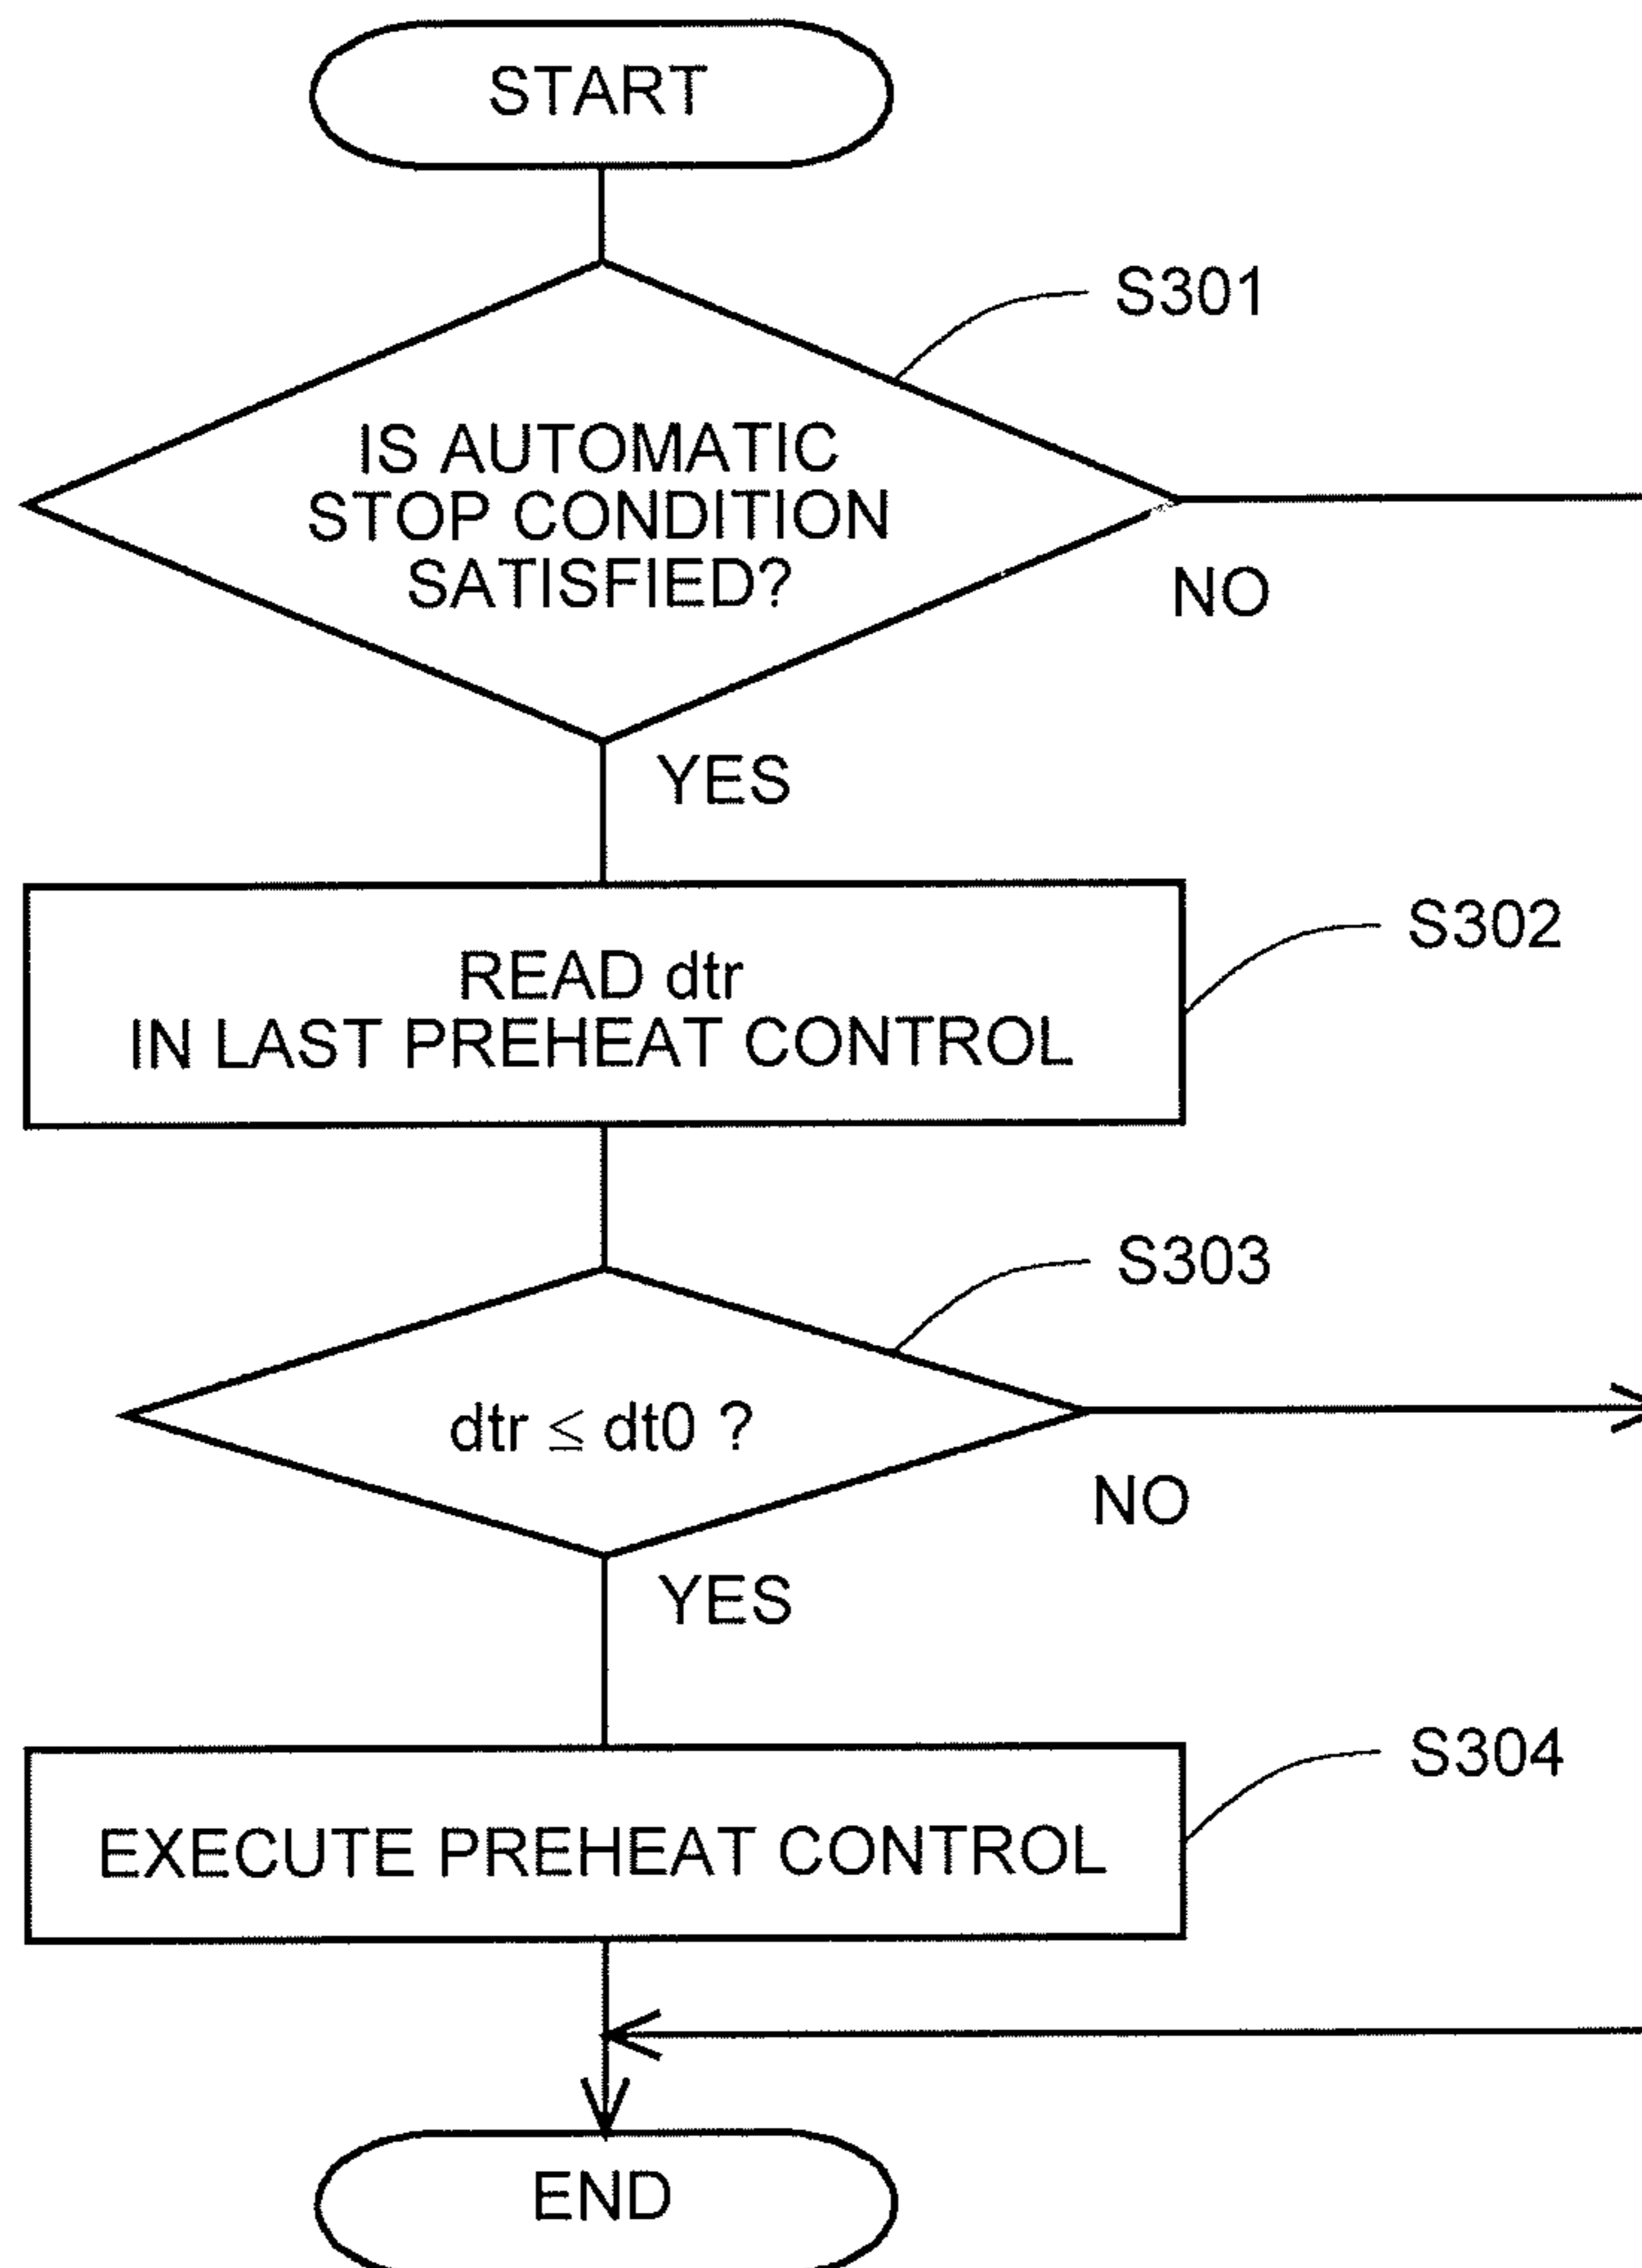 START
S301
IS AUTOMATIC
STOP CONDITION
SATISFIED?
NO
YES
S302
READ dtr
IN LAST PREHEAT CONTROL
S303
dtr ≦ dt0 ?
NO
YES
S304
EXECUTE PREHEAT CONTROL
END